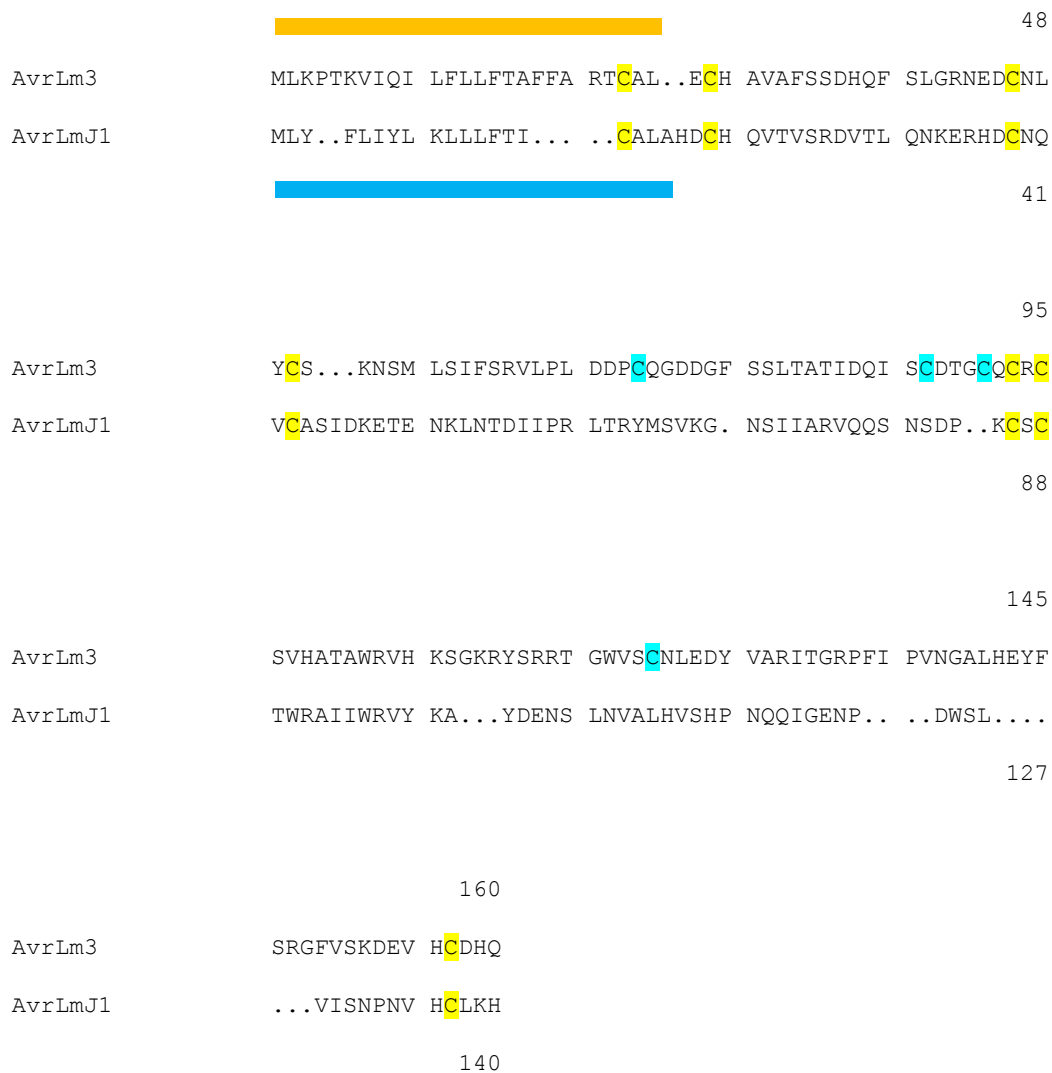 48
AvrLm3 MLKPTKVIQI LFLLFTAFFA RTCAL..ECH AVAFSSDHQF SLGRNEDCNL
AvrLmJ1 MLY..FLIYL KLLLFTI... ..CALAHDCH QVTVSRDVTL QNKERHDCNQ
41
95
AvrLm3 YCS...KNSM LSIFSRVLPL DDPCQGDDGF SSLTATIDQI SCDTGCQCRC
AvrLmJ1 VCASIDKETE NKLNTDIIPR LTRYMSVKG. NSIIARVQQS NSDP..KCSC
88
145
AvrLm3 SVHATAWRVH KSGKRYSRRT GWVSCNLEDY VARITGRPFI PVNGALHEYF
AvrLmJ1 TWRAIIWRVY KA...YDENS LNVALHVSHP NQQIGENP.. ..DWSL....
127
160
AvrLm3 SRGFVSKDEV HCDHQ
AvrLmJ1 ...VISNPNV HCLKH
140